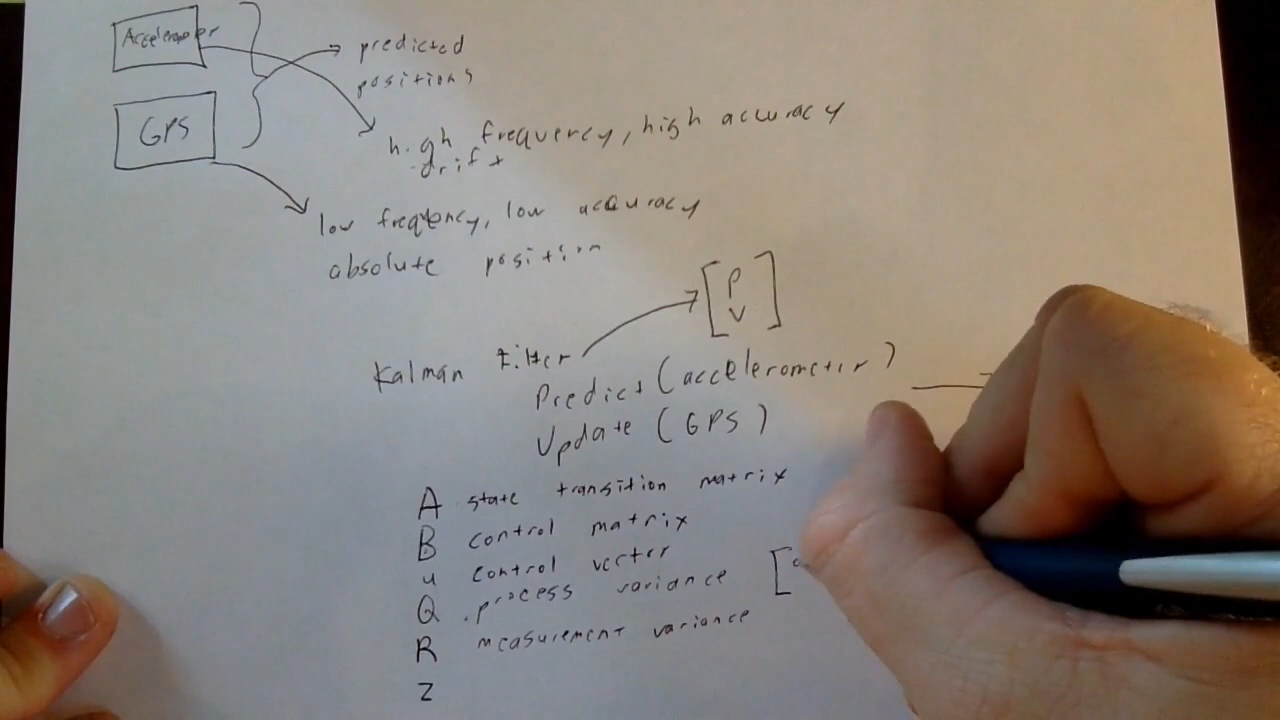 Accelerometer
GPS
predicted
positions
high frequency, high accuracy
drift
low frequency, low accuracy
absolute position
[P
V]
Kalman Filter
Predict (accelerometer)
Update (GPS)
A state transition matrix
B control matrix
u control vector
Q process variance [
R measurement variance
Z